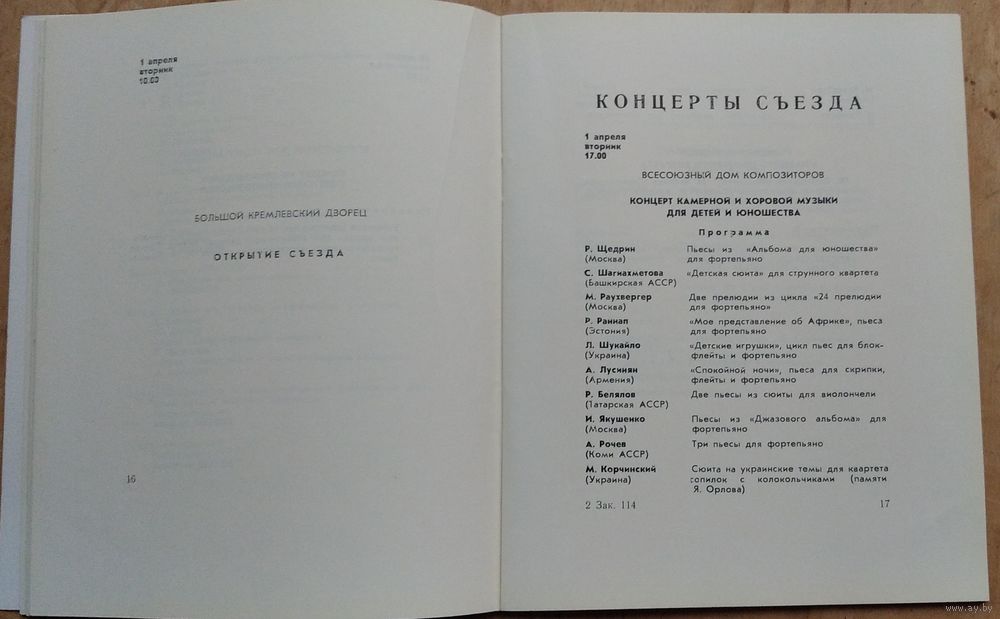 1 апреля
вторник
10.00
БОЛЬШОЙ КРЕМЛЕВСКИЙ ДВОРЕЦ
ОТКРЫТИЕ СЪЕЗДА
16
КОНЦЕРТЫ СЪЕЗДА
1 апреля
вторник
17.00
ВСЕСОЮЗНЫЙ ДОМ КОМПОЗИТОРОВ
КОНЦЕРТ КАМЕРНОЙ И ХОРОВОЙ МУЗЫКИ
ДЛЯ ДЕТЕЙ И ЮНОШЕСТВА
Программа
Р. Щедрин Пьесы из «Альбома для юношества»
(Москва) для фортепьяно
С. Шагиахметова «Детская сюита» для струнного квартета
(Башкирская АССР)
М. Раухвергер Две прелюдии из цикла «24 прелюдии
(Москва) для фортепьяно»
Р. Раннап «Мое представление об Африке», пьеса
(Эстония) для фортепьяно
Л. Шукайло «Детские игрушки», цикл пьес для блок-
(Украина) флейты и фортепьяно
А. Лусинян «Спокойной ночи», пьеса для скрипки,
(Армения) флейты и фортепьяно
Р. Белялов Две пьесы из сюиты для виолончели
(Татарская АССР)
И. Якушенко Пьесы из «Джазового альбома» для
(Москва) фортепьяно
А. Рочев Три пьесы для фортепьяно
(Коми АССР)
М. Корчинский Сюита на украинские темы для квартета
(Украина) сопилок с колокольчиками (памяти
Я. Орлова)
2 Зак. 114 17
www.ay.by